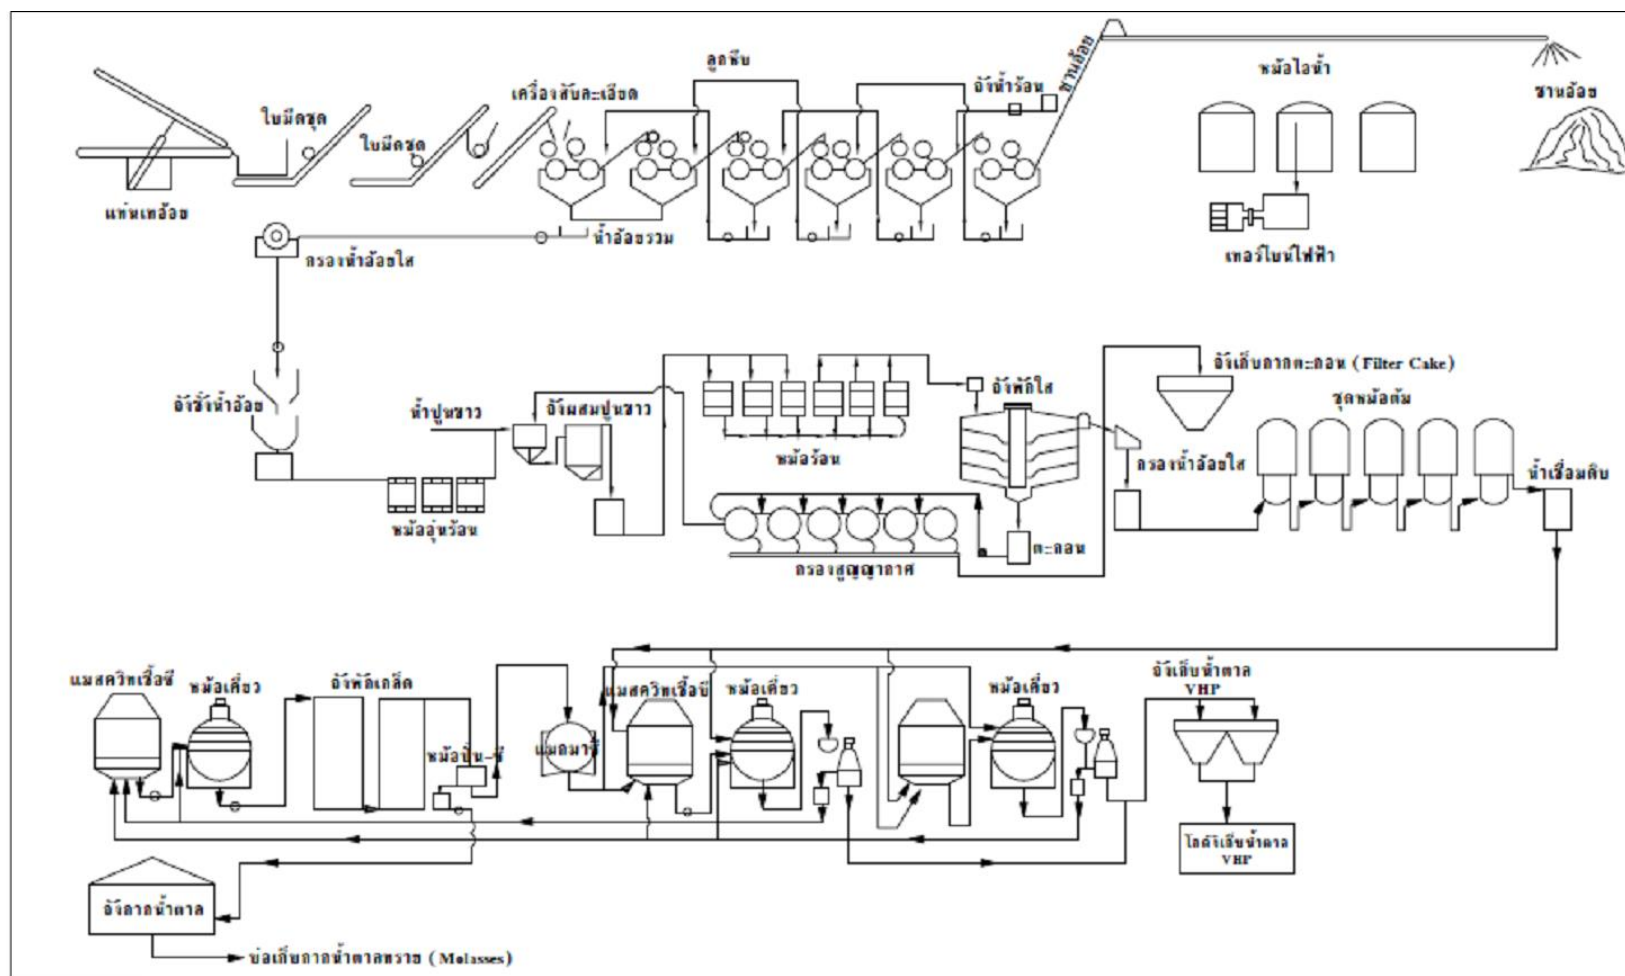 ลูกหีบ
หม้อไอน้ำ
ชานอ้อย
ชานอ้อย
ถังน้ำร้อน
เครื่องสับละเอียด
ใบมีดชุด
ใบมีดชุด
แท่นเทอ้อย
น้ำอ้อยรวม
กรองน้ำอ้อยใส
เทอร์ไบน์ไฟฟ้า
ถังเก็บกากตะกอน (Filter Cake)
ถังพักใส
ชุดหม้อต้ม
ถังชั่งน้ำอ้อย
น้ำปูนขาว
ถังผสมปูนขาว
หม้อร้อน
กรองน้ำอ้อยใส
น้ำเชื่อมดิบ
หม้ออุ่นร้อน
ตะกอน
กรองสูญญากาศ
แมสควิทเชื้อซี
หม้อเคี่ยว
ถังพักเกล็ด
แมสควิทเชื้อบี
หม้อเคี่ยว
หม้อเคี่ยว
ถังเก็บน้ำตาล
VHP
หม้อปั่น-ซี
แมกมาซี
โกดังเก็บน้ำตาล
VHP
ถังกากน้ำตาล
บ่อเก็บกากน้ำตาลทราย (Molasses)